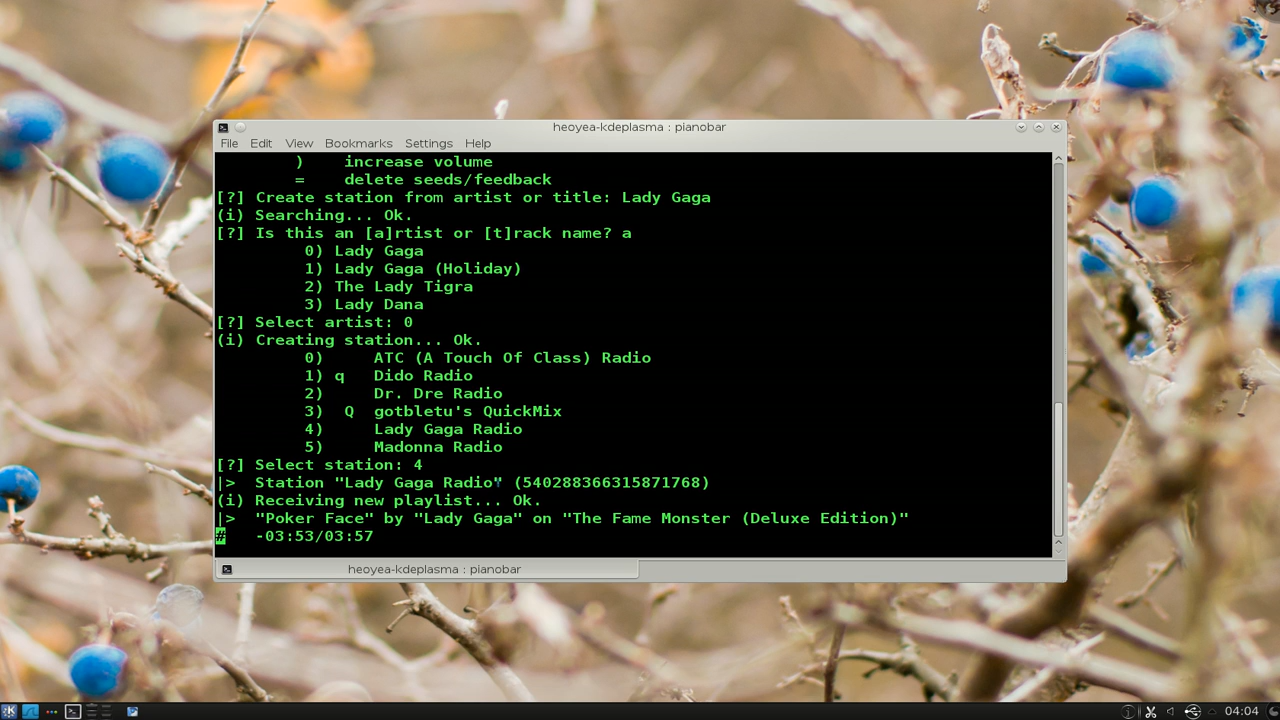 heoyea-kdeplasma : pianobar
File Edit View Bookmarks Settings Help
) increase volume
= delete seeds/feedback
[?] Create station from artist or title: Lady Gaga
(i) Searching... Ok.
[?] Is this an [a]rtist or [t]rack name? a
0) Lady Gaga
1) Lady Gaga (Holiday)
2) The Lady Tigra
3) Lady Dana
[?] Select artist: 0
(i) Creating station... Ok.
0) ATC (A Touch Of Class) Radio
1) q Dido Radio
2) Dr. Dre Radio
3) Q gotbletu's QuickMix
4) Lady Gaga Radio
5) Madonna Radio
[?] Select station: 4
|> Station "Lady Gaga Radio" (540288366315871768)
(i) Receiving new playlist... Ok.
|> "Poker Face" by "Lady Gaga" on "The Fame Monster (Deluxe Edition)"
# -03:53/03:57
heoyea-kdeplasma : pianobar
04:04